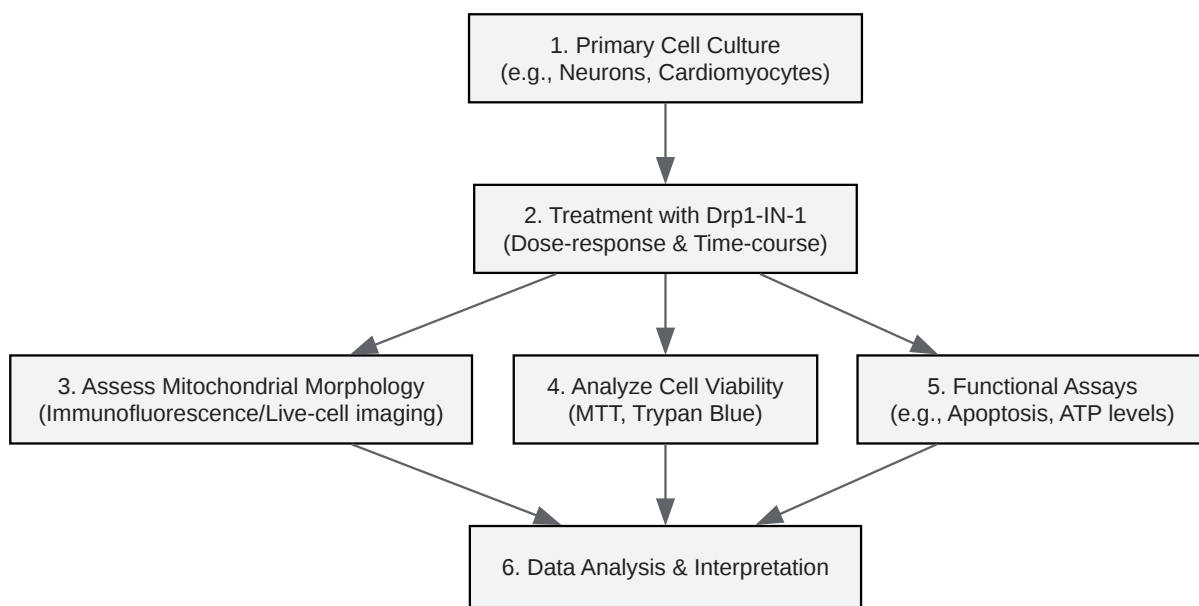 1. Primary Cell Culture
(e.g., Neurons, Cardiomyocytes)
2. Treatment with Drp1-IN-1
(Dose-response & Time-course)
3. Assess Mitochondrial Morphology
(Immunofluorescence/Live-cell imaging)
4. Analyze Cell Viability
(MTT, Trypan Blue)
5. Functional Assays
(e.g., Apoptosis, ATP levels)
6. Data Analysis & Interpretation